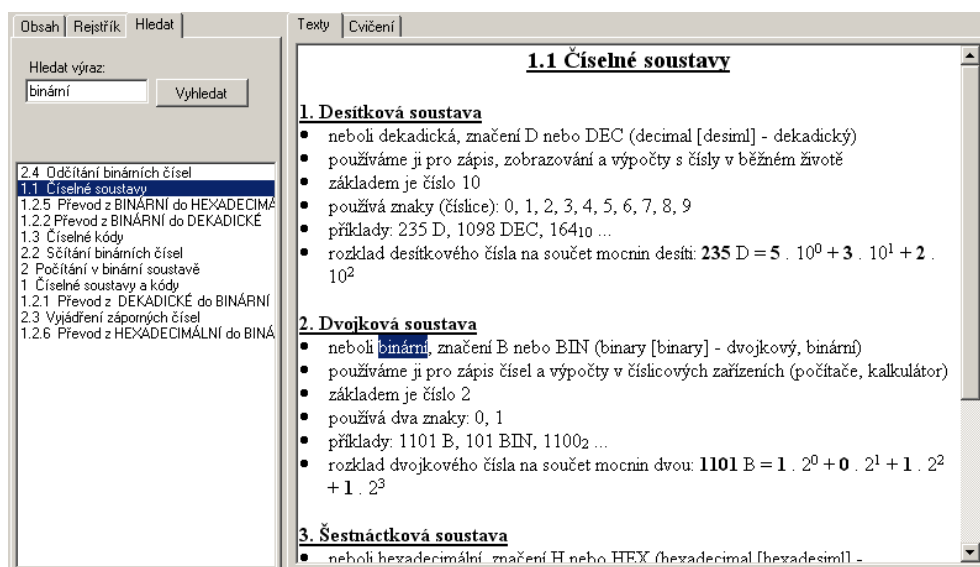 Obsah Rejstřík Hledat
Hledat výraz:
binární Vyhledat
2.4 Odčítání binárních čísel
1.1 Číselné soustavy
1.2.5 Převod z BINÁRNÍ do HEXADECIMÁ
1.2.2 Převod z BINÁRNÍ do DEKADICKÉ
1.3 Číselné kódy
2.2 Sčítání binárních čísel
2 Počítání v binární soustavě
1 Číselné soustavy a kódy
1.2.1 Převod z DEKADICKÉ do BINÁRNÍ
2.3 Vyjádření záporných čísel
1.2.6 Převod z HEXADECIMÁLNÍ do BINÁ
Texty Cvičení
1.1 Číselné soustavy
1. Desítková soustava
• neboli dekadická, značení D nebo DEC (decimal [desiml] - dekadický)
• používáme ji pro zápis, zobrazování a výpočty s čísly v běžném životě
• základem je číslo 10
• používá znaky (číslice): 0, 1, 2, 3, 4, 5, 6, 7, 8, 9
• příklady: 235 D, 1098 DEC, 164₁₀ ...
• rozklad desítkového čísla na součet mocnin desíti: 235 D = 5 . 10⁰ + 3 . 10¹ + 2 .
10²
2. Dvojková soustava
• neboli binární, značení B nebo BIN (binary [binary] - dvojkový, binární)
• používáme ji pro zápis čísel a výpočty v číslicových zařízeních (počítače, kalkulátor)
• základem je číslo 2
• používá dva znaky: 0, 1
• příklady: 1101 B, 101 BIN, 1100₂ ...
• rozklad dvojkového čísla na součet mocnin dvou: 1101 B = 1 . 2⁰ + 0 . 2¹ + 1 . 2²
+ 1 . 2³
3. Šestnáctková soustava
• neboli hexadecimální, značení H nebo HEX (hexadecimal [hexadesiml] -